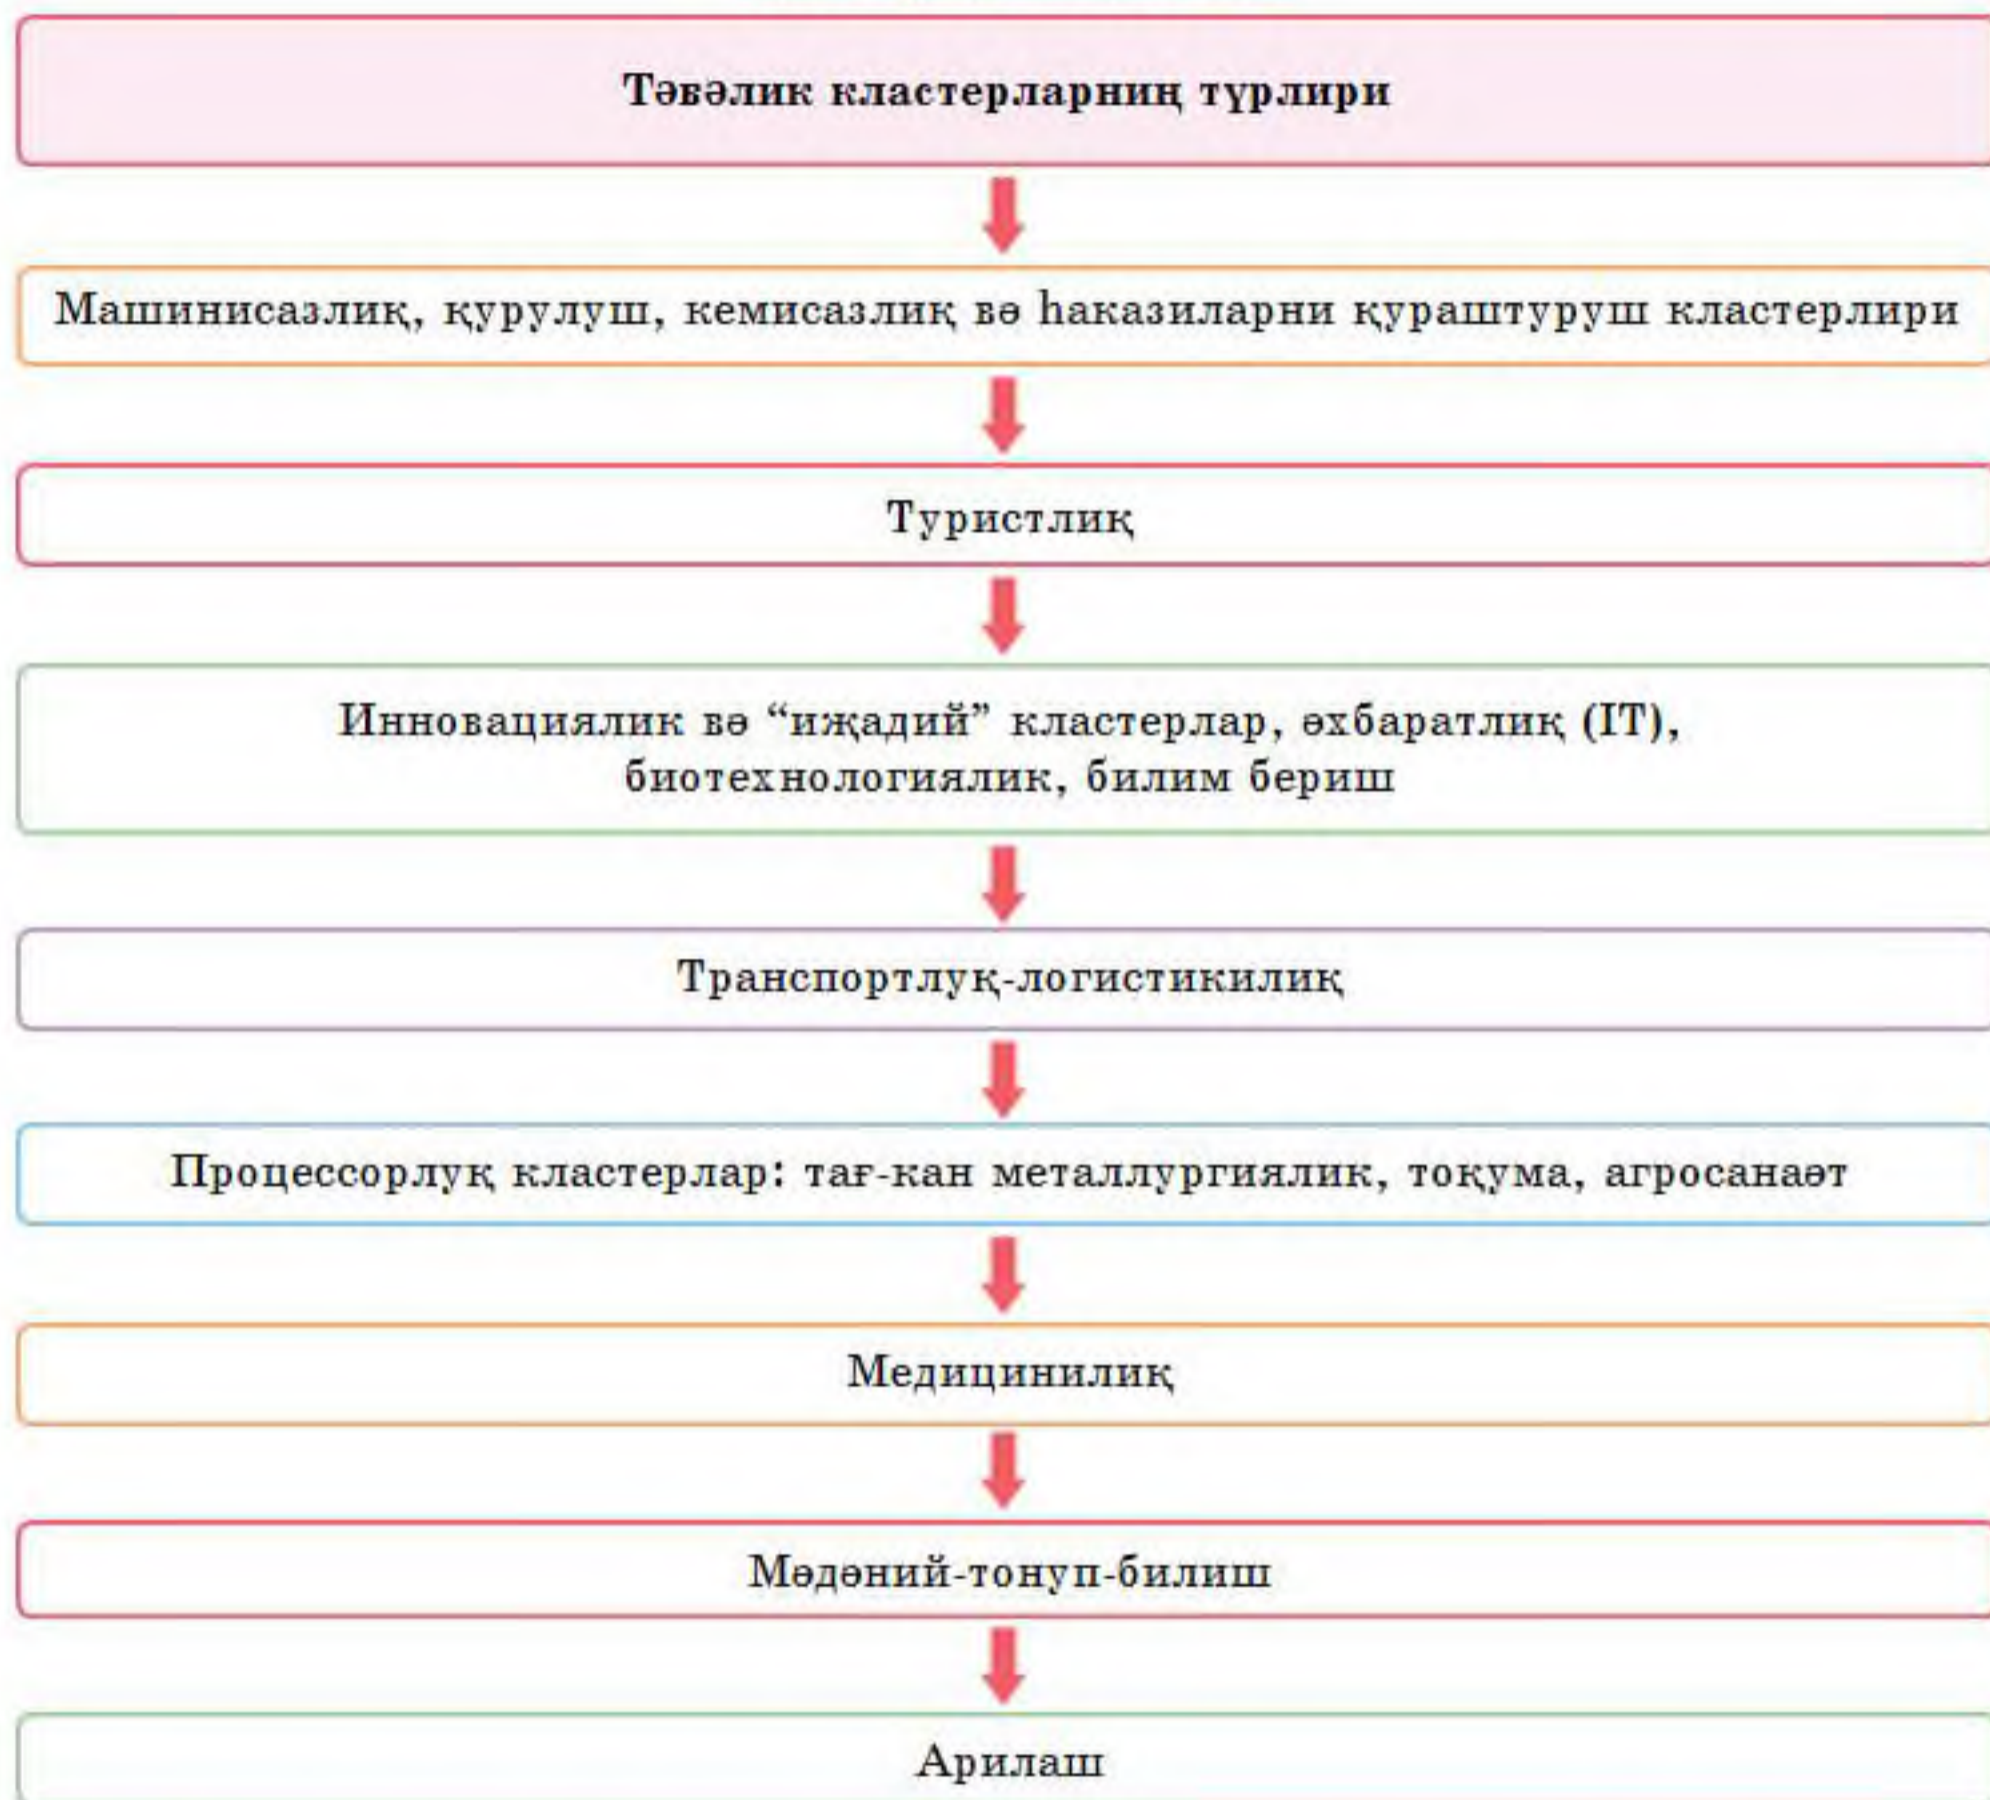 Тәвәлик кластерларниң түрлири
Машинисазлиқ, қурулуш, кемисазлиқ вә һаказиларни қураштуруш кластерлири
Туристлиқ
Инновациялик вә “иҗадий” кластерлар, әхбаратлиқ (IT),
биотехнологиялик, билим бериш
Транспортлуқ-логистикилиқ
Процессорлуқ кластерлар: тағ-кан металлургиялик, тоқума, агросанаәт
Медицинилиқ
Мәдәний-тонуп-билиш
Арилаш